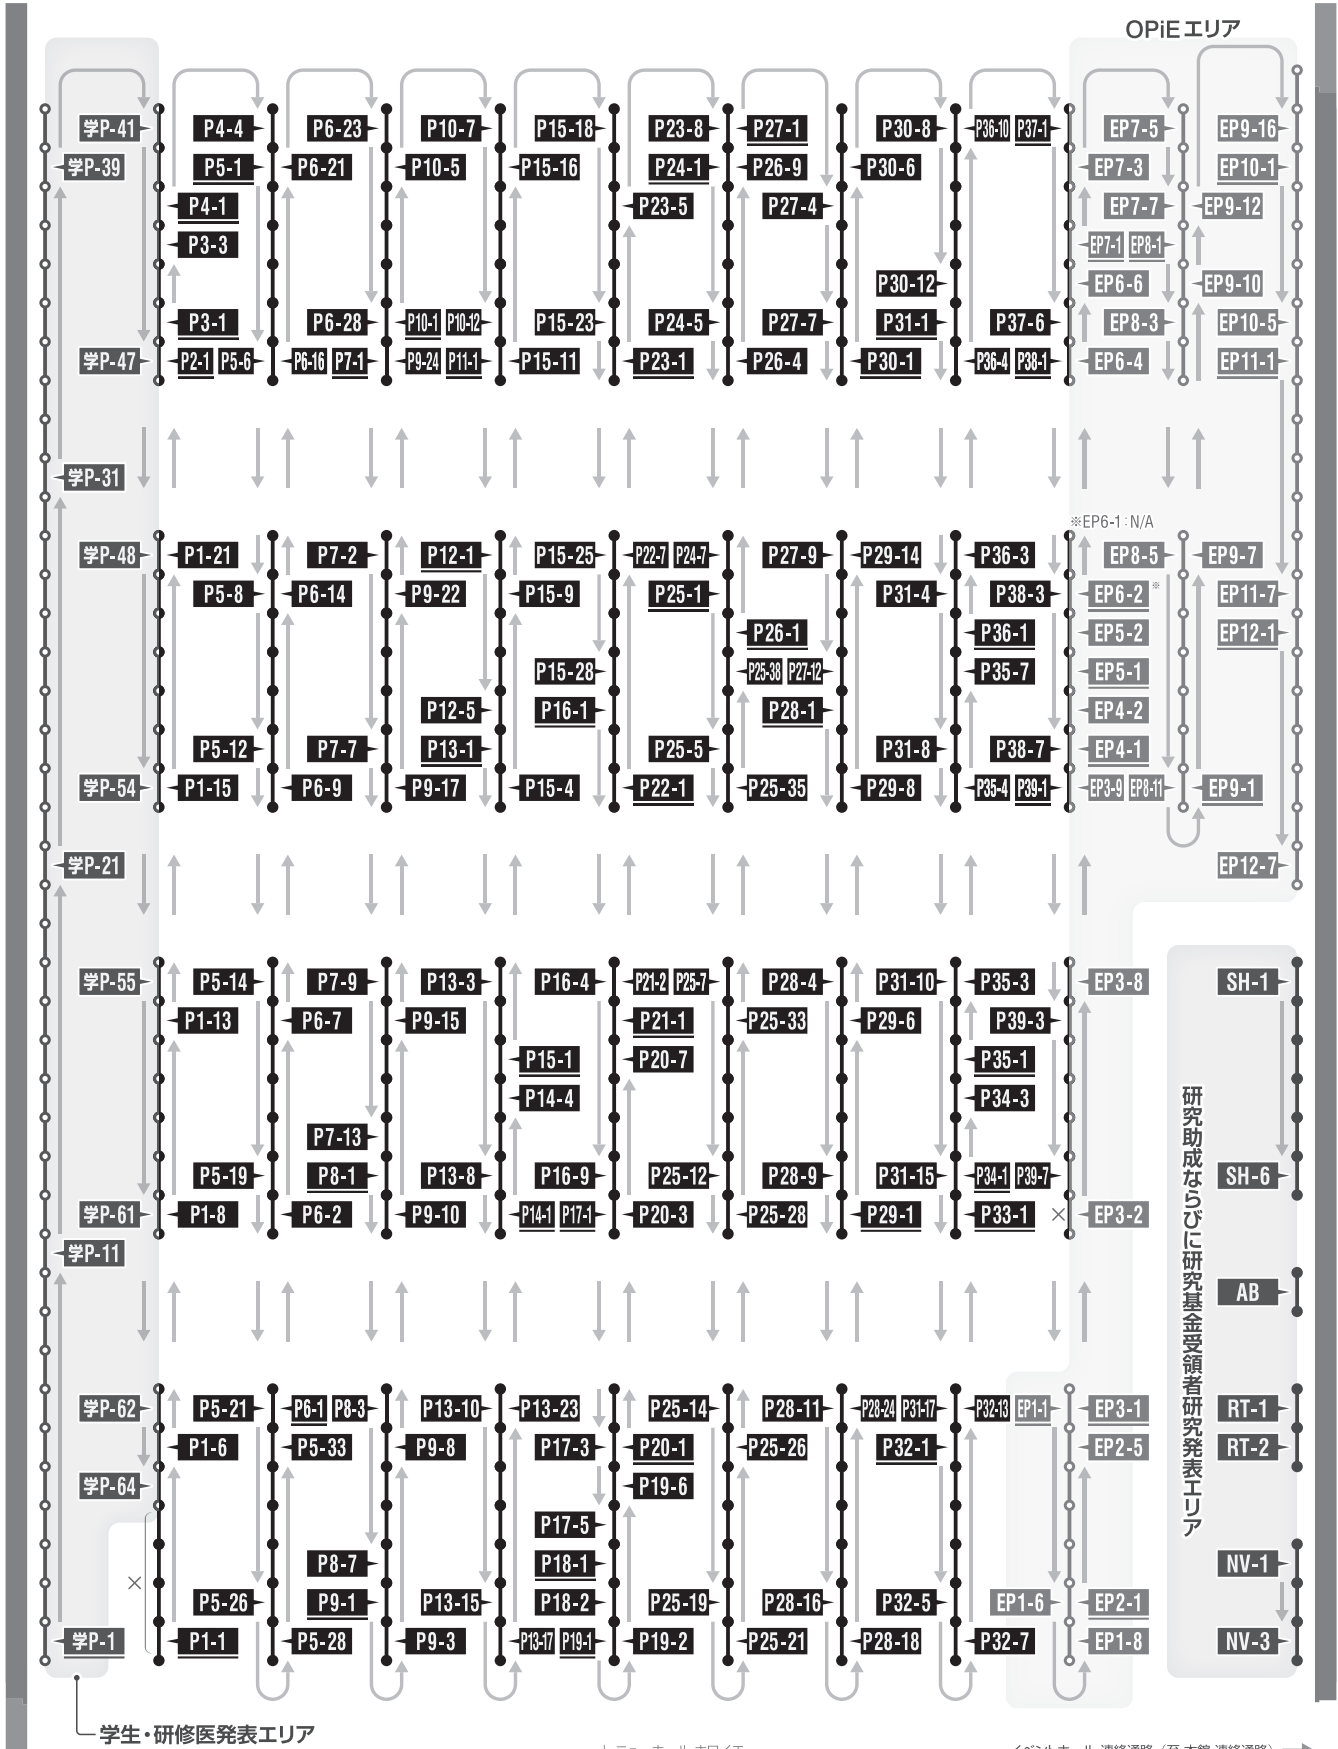 OPiEエリア
学P-41 P4-4 P6-23 P10-7 P15-18 P23-8 P27-1 P30-8 P36-10 P37-1 EP7-5 EP9-16
学P-39 P5-1 P6-21 P10-5 P15-16 P24-1 P26-9 P30-6 EP7-3 EP10-1
P4-1 P23-5 P27-4 EP7-7 EP9-12
P3-3 EP7-1 EP8-1
P30-12 EP6-6 EP9-10
P3-1 P6-28 P10-1 P10-12 P15-23 P24-5 P27-7 P31-1 P37-6 EP8-3 EP10-5
学P-47 P2-1 P5-6 P6-16 P7-1 P9-24 P11-1 P15-11 P23-1 P26-4 P30-1 P36-4 P38-1 EP6-4 EP11-1
学P-31
※EP6-1:N/A
学P-48 P1-21 P7-2 P12-1 P15-25 P22-7 P24-7 P27-9 P29-14 P36-3 EP8-5 EP9-7
P5-8 P6-14 P9-22 P15-9 P25-1 P31-4 P38-3 EP6-2 ※ EP11-7
P26-1 P36-1 EP5-2 EP12-1
P15-28 P25-38 P27-12 P35-7 EP5-1
P12-5 P16-1 P28-1 EP4-2
P5-12 P7-7 P13-1 P25-5 P31-8 P38-7 EP4-1
学P-54 P1-15 P6-9 P9-17 P15-4 P22-1 P25-35 P29-8 P35-4 P39-1 EP3-9 EP8-11 EP9-1
学P-21 EP12-7
学P-55 P5-14 P7-9 P13-3 P16-4 P21-2 P25-7 P28-4 P31-10 P35-3 EP3-8 SH-1
P1-13 P6-7 P9-15 P21-1 P25-33 P29-6 P39-3
P15-1 P20-7 P35-1
P14-4 P34-3
P7-13
P5-19 P8-1 P13-8 P16-9 P25-12 P28-9 P31-15 P34-1 P39-7 SH-6
学P-61 P1-8 P6-2 P9-10 P14-1 P17-1 P20-3 P25-28 P29-1 P33-1 × EP3-2
学P-11
AB
研究助成ならびに研究基金受領者研究発表エリア
学P-62 P5-21 P6-1 P8-3 P13-10 P13-23 P25-14 P28-11 P28-24 P31-17 P32-13 EP1-1 EP3-1 RT-1
P1-6 P5-33 P9-8 P17-3 P20-1 P25-26 P32-1 EP2-5 RT-2
学P-64 P19-6
P17-5
P8-7 P18-1 NV-1
×
P5-26 P9-1 P13-15 P18-2 P25-19 P28-16 P32-5 EP1-6 EP2-1
学P-1 P1-1 P5-28 P9-3 P13-17 P19-1 P19-2 P25-21 P28-18 P32-7 EP1-8 NV-3
学生・研修医発表エリア